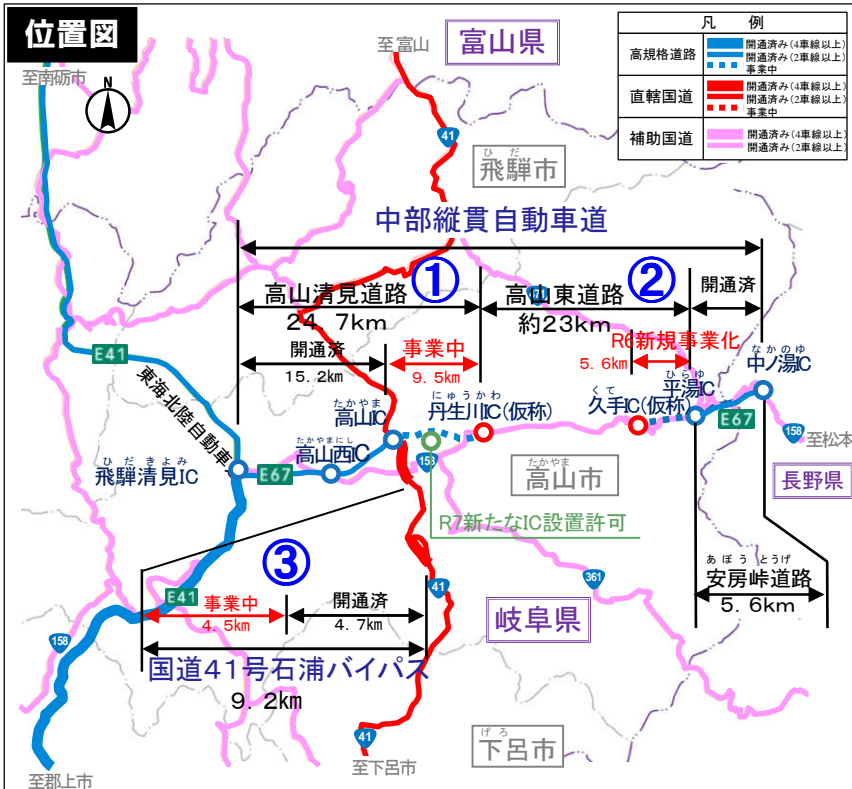 位置図
至富山
富山県
至南砺市
凡 例
高規格道路
開通済み(4車線以上)
開通済み(2車線以上)
事業中
直轄国道
開通済み(4車線以上)
開通済み(2車線以上)
事業中
補助国道
開通済み(4車線以上)
開通済み(2車線以上)
41
ひだ
飛騨市
中部縦貫自動車道
①
②
高山清見道路
24.7km
高山東道路
約23km
開通済
471
R6新規事業化
5.6km
開通済
15.2km
事業中
9.5km
E41
東海北陸自動車道
たかやま
高山IC
にゅうかわ
丹生川IC(仮称)
くて
久手IC(仮称)
ひらゆ
平湯IC
なかのゆ
中ノ湯IC
E67
158
至松本
ひだきよみ
飛騨清見IC
E67
たかやまにし
高山西IC
158
たかやま
高山市
長野県
R7新たなIC設置許可
③
E41
事業中
4.5km
開通済
4.7km
41
361
岐阜県
あぼうとうげ
安房峠道路
5.6km
158
国道41号石浦バイパス
9.2km
41
げろ
下呂市
至下呂市
至郡上市